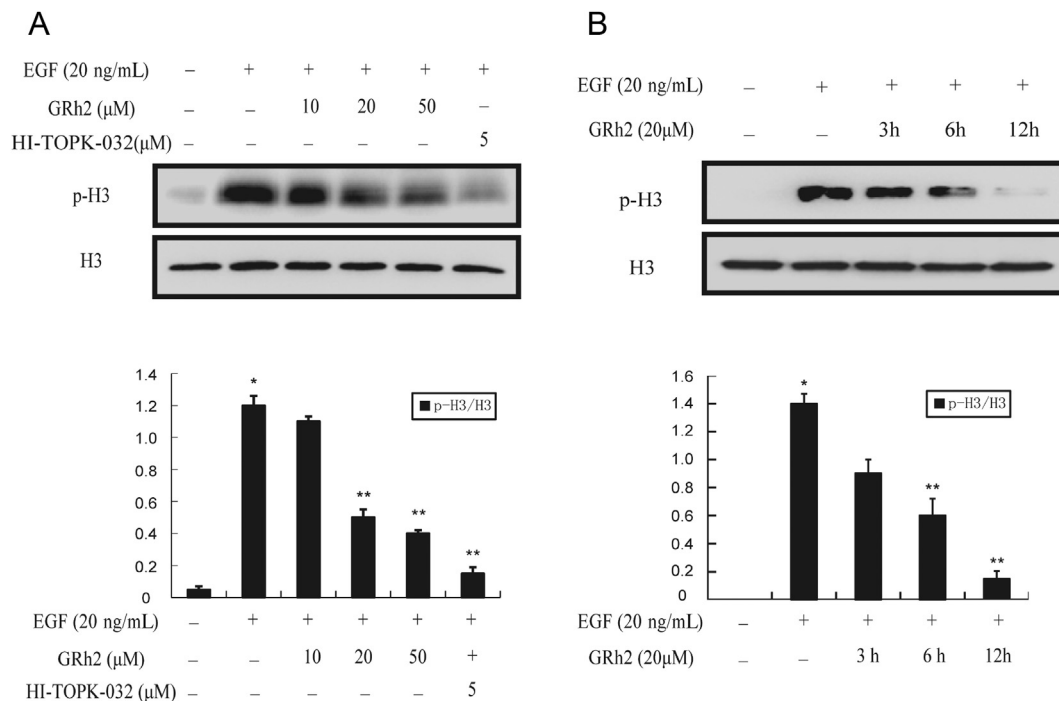 A
EGF (20 ng/mL) – + + + + +
GRh2 (μM) – – 10 20 50 –
HI-TOPK-032(μM) – – – – – 5
p-H3
H3
1.4
1.2
1.0
0.8
0.6
0.4
0.2
0
* ** ** **
p-H3/H3
EGF (20 ng/mL) – + + + + +
GRh2 (μM) – – 10 20 50 +
HI-TOPK-032 (μM) – – – – – 5
B
EGF (20 ng/mL) – + + + +
GRh2 (20μM) – – 3h 6h 12h
p-H3
H3
1.6
1.4
1.2
1.0
0.8
0.6
0.4
0.2
0
* ** **
p-H3/H3
EGF (20 ng/mL) – + + + +
GRh2 (20μM) – – 3 h 6 h 12h